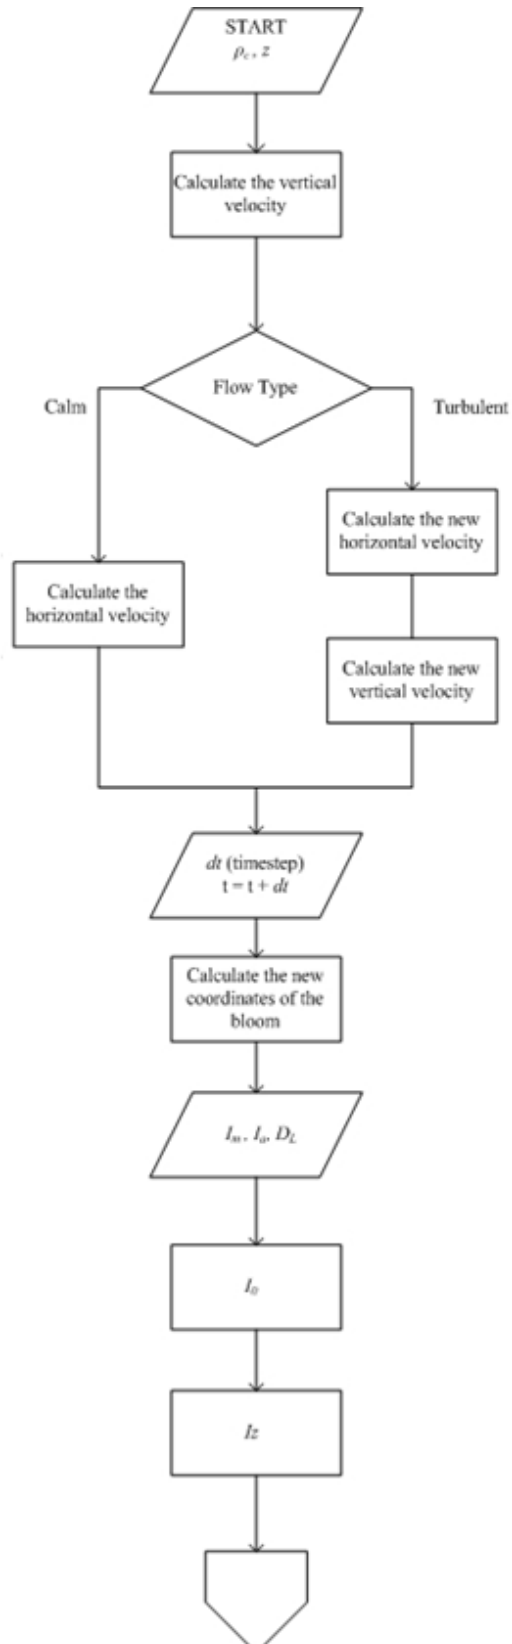 START
ρc, z
Calculate the vertical
velocity
Flow Type
Calm
Turbulent
Calculate the new
horizontal velocity
Calculate the
horizontal velocity
Calculate the new
vertical velocity
dt (timestep)
t = t + dt
Calculate the new
coordinates of the
bloom
Im, Ia, DL
I0
Iz